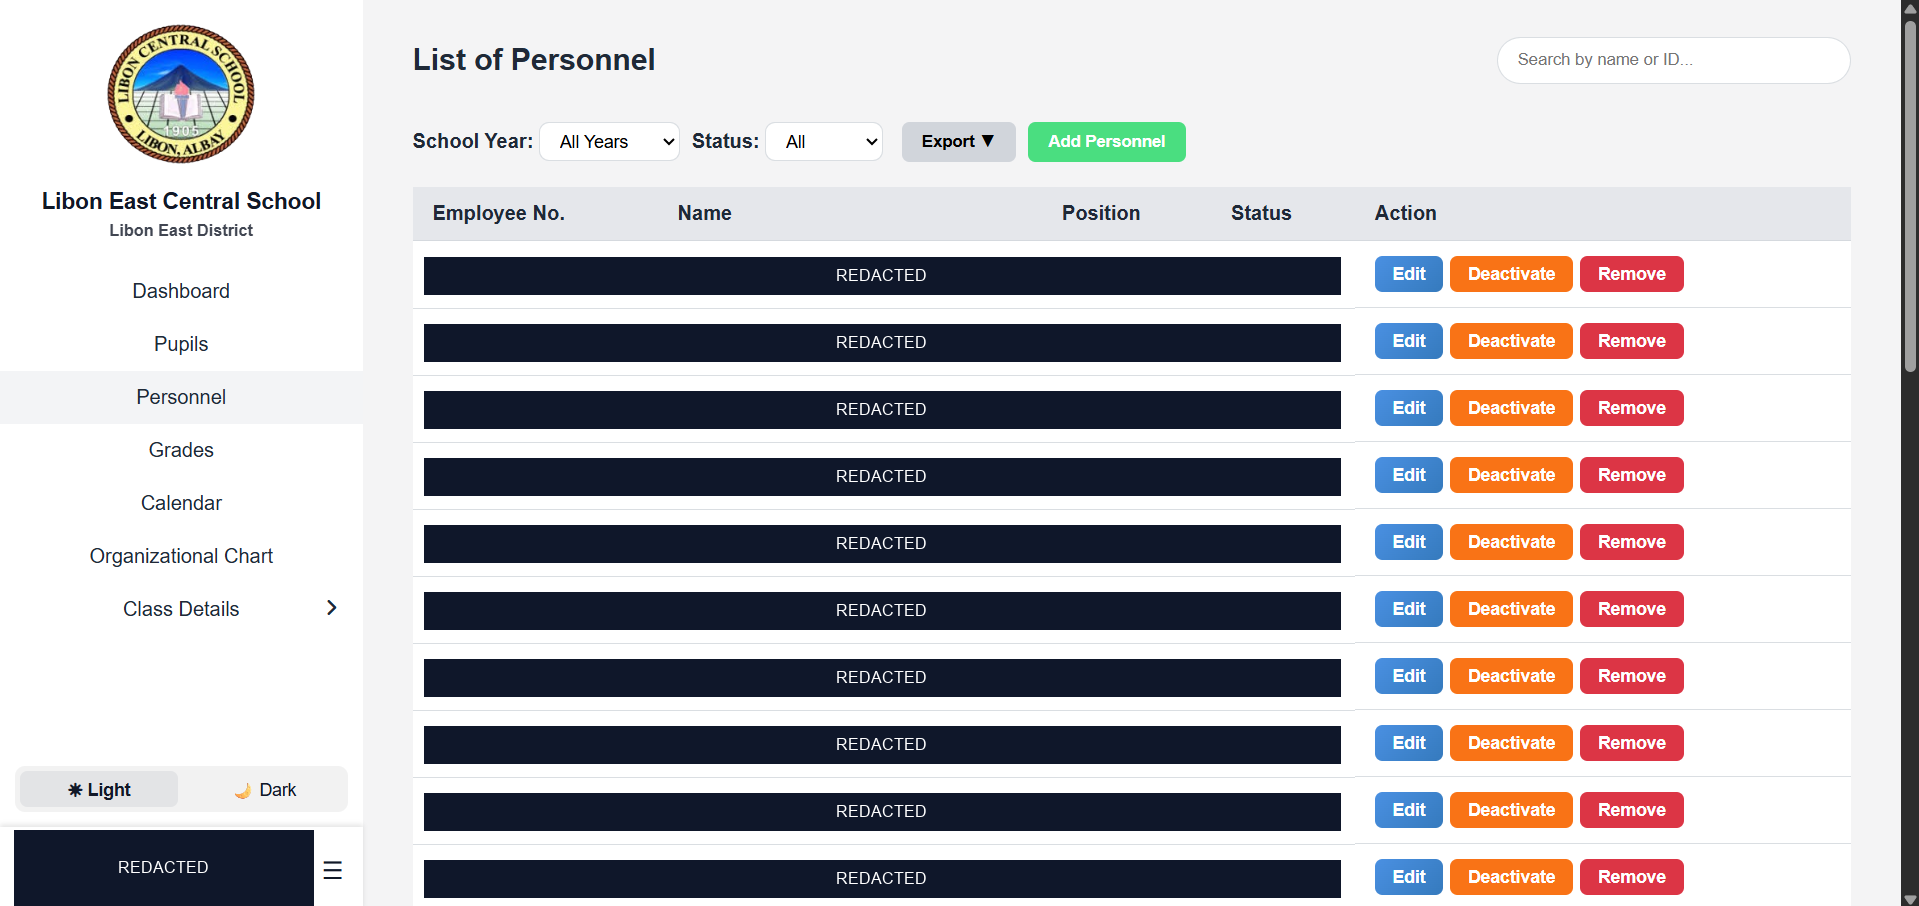 LIBON CENTRAL SCHOOL
1905
LIBON, ALBAY
Libon East Central School
Libon East District
Dashboard
Pupils
Personnel
Grades
Calendar
Organizational Chart
Class Details
Light
Dark
REDACTED
List of Personnel
Search by name or ID...
School Year: All Years Status: All Export ▼ Add Personnel
Employee No. Name Position Status Action
REDACTED Edit Deactivate Remove
REDACTED Edit Deactivate Remove
REDACTED Edit Deactivate Remove
REDACTED Edit Deactivate Remove
REDACTED Edit Deactivate Remove
REDACTED Edit Deactivate Remove
REDACTED Edit Deactivate Remove
REDACTED Edit Deactivate Remove
REDACTED Edit Deactivate Remove
REDACTED Edit Deactivate Remove